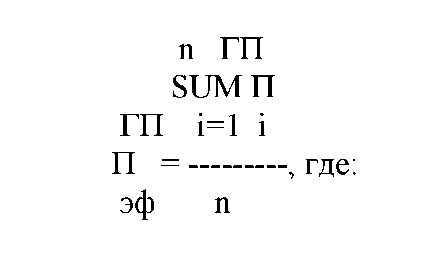 n ГП
SUM П
ГП i=1 i
П = ---------, где:
эф n